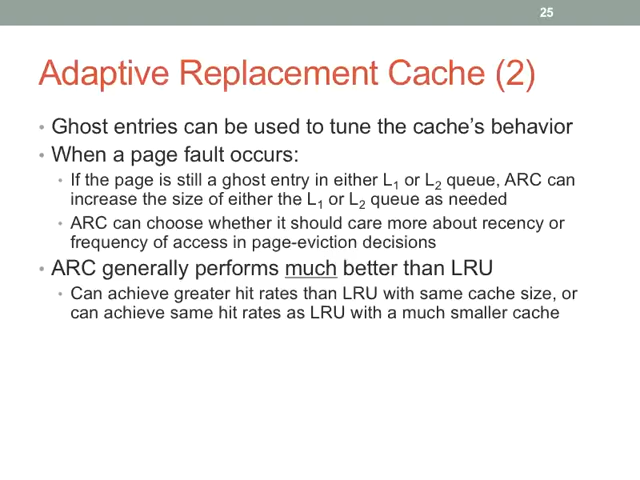 25
Adaptive Replacement Cache (2)
• Ghost entries can be used to tune the cache's behavior
• When a page fault occurs:
• If the page is still a ghost entry in either L1 or L2 queue, ARC can
increase the size of either the L1 or L2 queue as needed
• ARC can choose whether it should care more about recency or
frequency of access in page-eviction decisions
• ARC generally performs much better than LRU
• Can achieve greater hit rates than LRU with same cache size, or
can achieve same hit rates as LRU with a much smaller cache